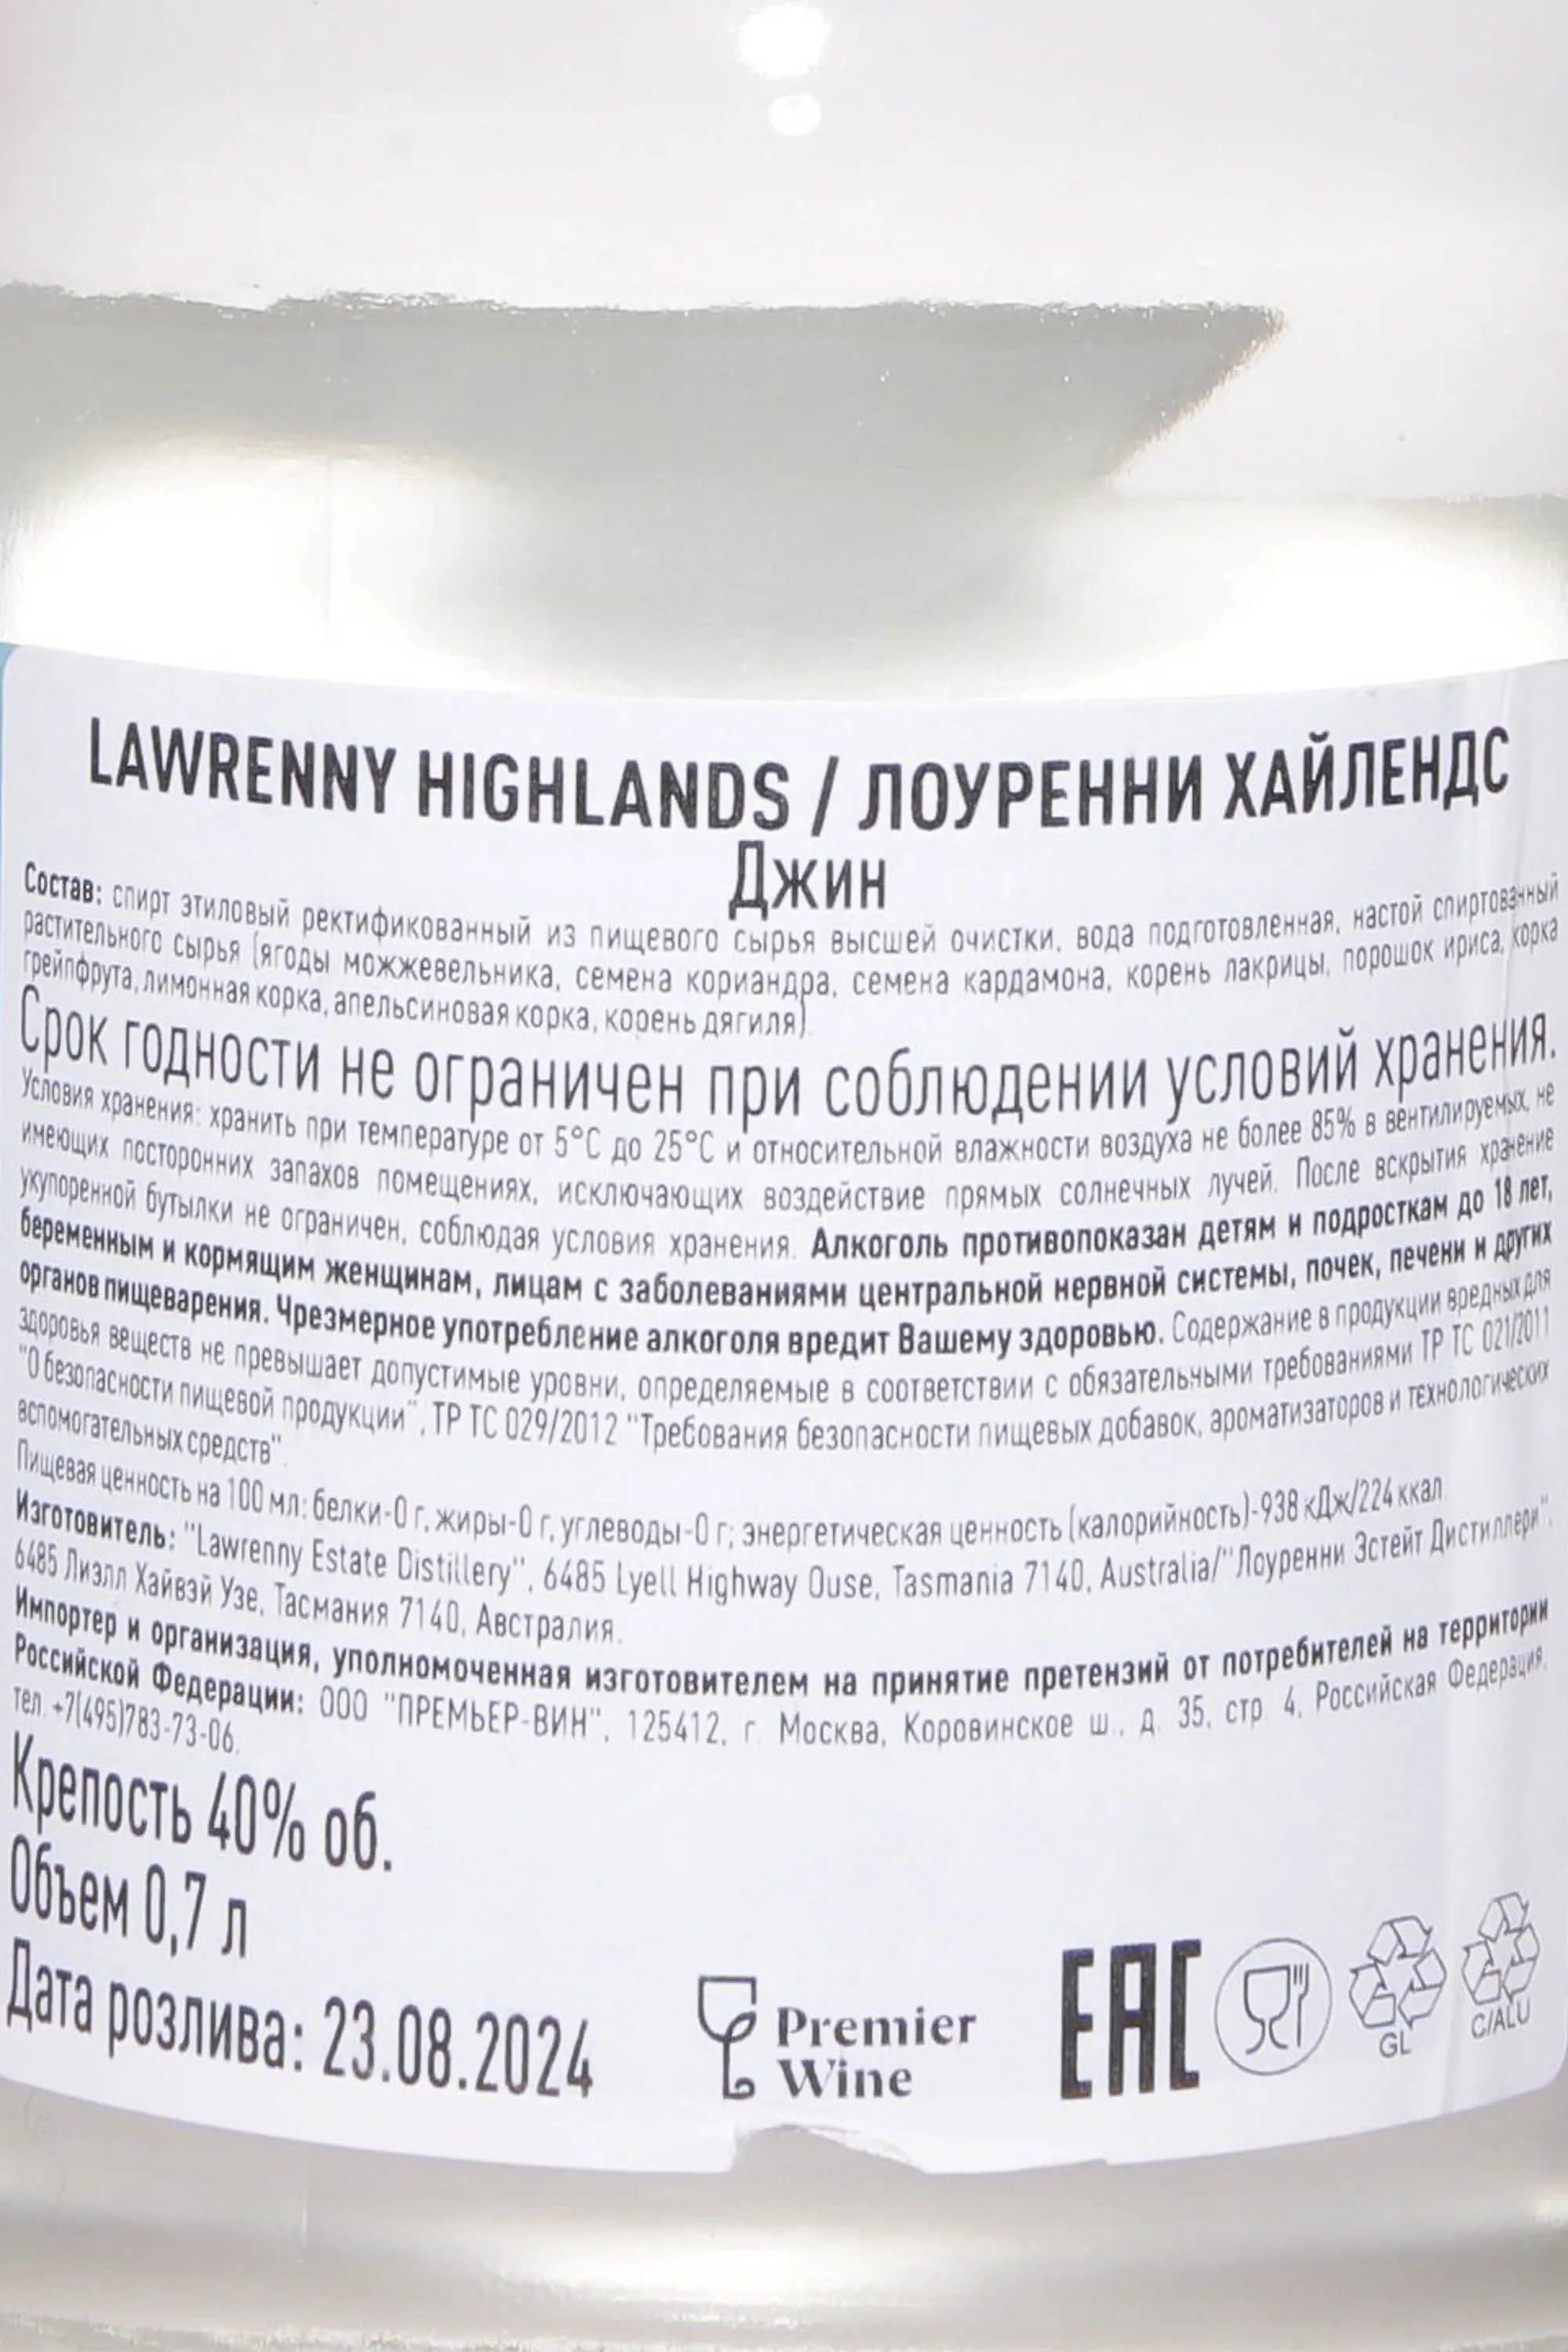 LAWRENNY HIGHLANDS / ЛОУРЕННИ ХАЙЛЕНДС
Джин
Состав: спирт этиловый ректификованный из пищевого сырья высшей очистки, вода подготовленная, настой спиртованный
растительного сырья (ягоды можжевельника, семена кориандра, семена кардамона, корень лакрицы, порошок ириса, корка
грейпфрута, лимонная корка, апельсиновая корка, корень дягиля)
Срок годности не ограничен при соблюдении условий хранения.
Условия хранения: хранить при температуре от 5°С до 25°С и относительной влажности воздуха не более 85% в вентилируемых, не
имеющих посторонних запахов помещениях, исключающих воздействие прямых солнечных лучей. После вскрытия хранение
укупоренной бутылки не ограничен, соблюдая условия хранения. Алкоголь противопоказан детям и подросткам до 18 лет,
беременным и кормящим женщинам, лицам с заболеваниями центральной нервной системы, почек, печени и других
органов пищеварения. Чрезмерное употребление алкоголя вредит Вашему здоровью. Содержание в продукции вредных для
здоровья веществ не превышает допустимые уровни, определяемые в соответствии с обязательными требованиями ТР ТС 021/2011
"О безопасности пищевой продукции", ТР ТС 029/2012 "Требования безопасности пищевых добавок, ароматизаторов и технологических
вспомогательных средств".
Пищевая ценность на 100 мл: белки-0 г, жиры-0 г, углеводы-0 г; энергетическая ценность (калорийность)-938 кДж/224 ккал
Изготовитель: "Lawrenny Estate Distillery", 6485 Lyell Highway Ouse, Tasmania 7140, Australia/"Лоуренни Эстейт Дистиллери",
6485 Лиэлл Хайвэй Узе, Тасмания 7140, Австралия.
Импортер и организация, уполномоченная изготовителем на принятие претензий от потребителей на территории
Российской Федерации: ООО "ПРЕМЬЕР-ВИН", 125412, г. Москва, Коровинское ш., д. 35, стр. 4, Российская Федерация,
тел. +7(495)783-73-06.
Крепость 40% об.
Объем 0,7 л
Дата розлива: 23.08.2024
Premier
Wine
EAC
GL
C/ALU